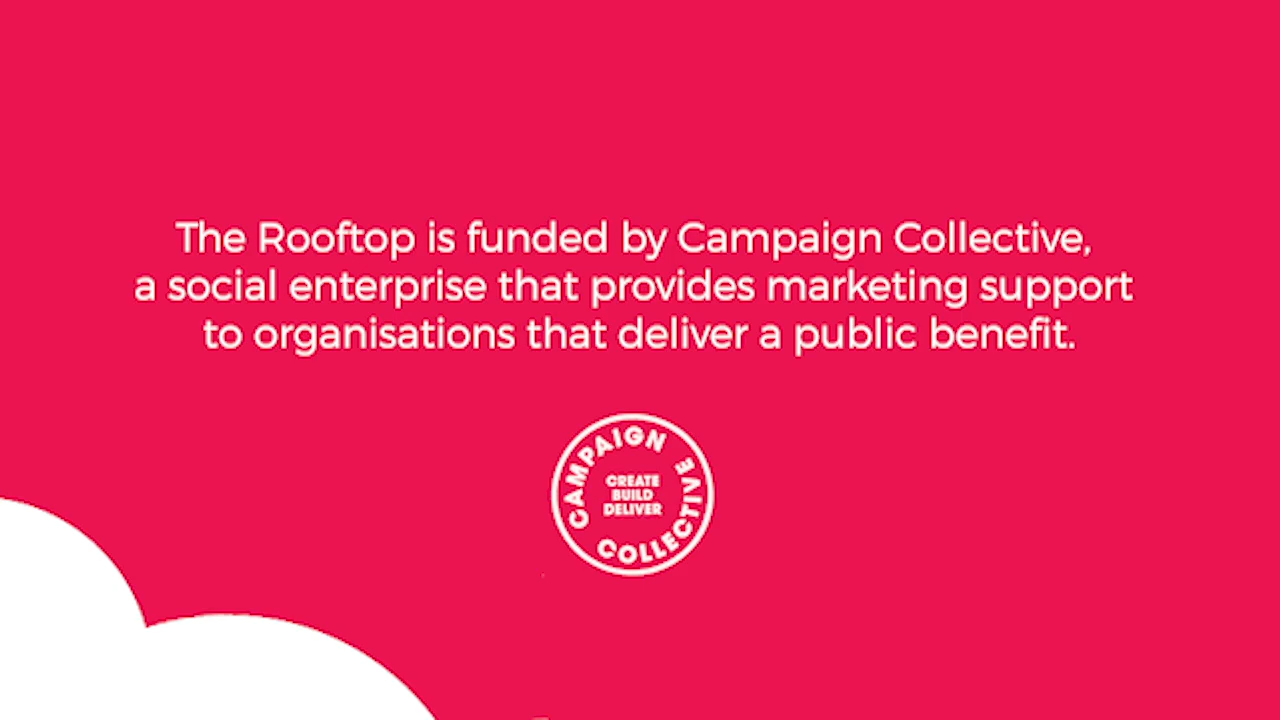 The Rooftop is funded by Campaign Collective,
a social enterprise that provides marketing support
to organisations that deliver a public benefit.
CAMPAIGN COLLECTIVE
CREATE
BUILD
DELIVER